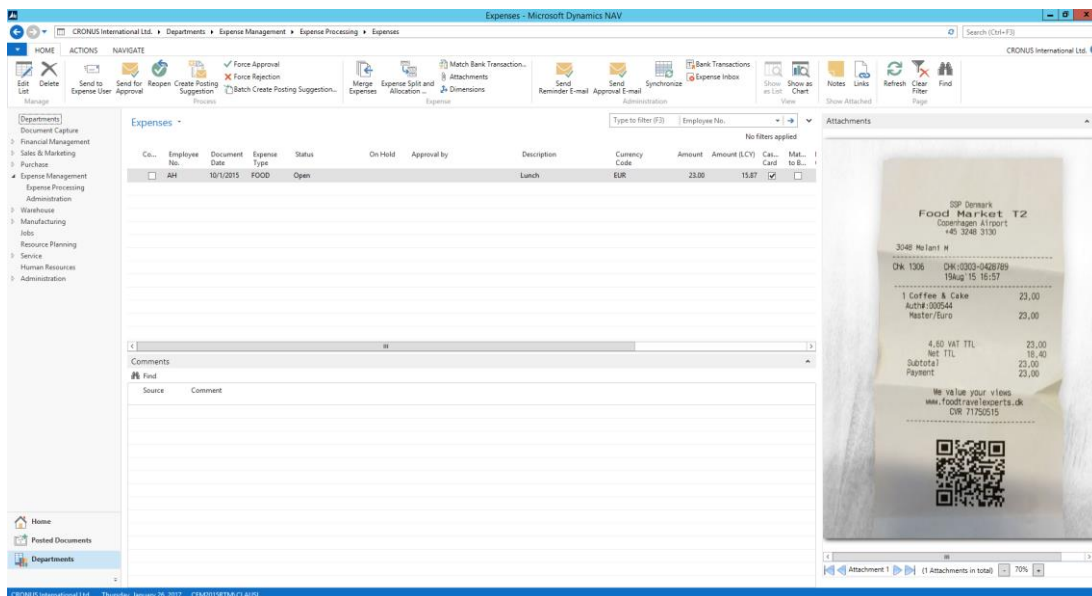 Expenses - Microsoft Dynamics NAV
CRONUS International Ltd. Departments Expense Management Expense Processing Expenses
Search (Ctrl+F3)
HOME ACTIONS NAVIGATE
CRONUS International Ltd.
Edit List
Delete
Manage
Send to Expense User
Send for Approval
Reopen
Create Posting Suggestion
Force Approval
Force Rejection
Batch Create Posting Suggestion...
Process
Merge Expenses
Expense Split and Allocation ...
Match Bank Transaction...
Attachments
Dimensions
Expense
Send Reminder E-mail
Send Approval E-mail
Synchronize
Bank Transactions
Expense Inbox
Administration
Show as List
Show as Chart
View
Notes
Links
Show Attached
Refresh
Clear Filter
Find
Page
Departments
Document Capture
Financial Management
Sales & Marketing
Purchase
Expense Management
Expense Processing
Administration
Warehouse
Manufacturing
Jobs
Resource Planning
Service
Human Resources
Administration
Home
Posted Documents
Departments
Expenses
Type to filter (F3) Employee No.
No filters applied
Co... Employee No. Document Date Expense Type Status On Hold Approval by Description Currency Code Amount Amount (LCY) Cas... Card Mat... to B...
AH 10/1/2015 FOOD Open Lunch EUR 23.00 15.87
Comments
Find
Source Comment
Attachments
SSP Denmark
Food Market T2
Copenhagen Airport
+45 3248 3130
3048 Melant M
Chk 1306 CHK:0303-0428789
19Aug'15 16:57
1 Coffee & Cake 23,00
Auth#:000544
Master/Euro 23,00
4,60 VAT TTL 23,00
Net TTL 18,40
Subtotal 23,00
Payment 23,00
We value your views
www.foodtravelexperts.dk
CVR 71750515
Attachment 1 (1 Attachments in total) 70%
CRONUS International Ltd. Thursday, January 26, 2017